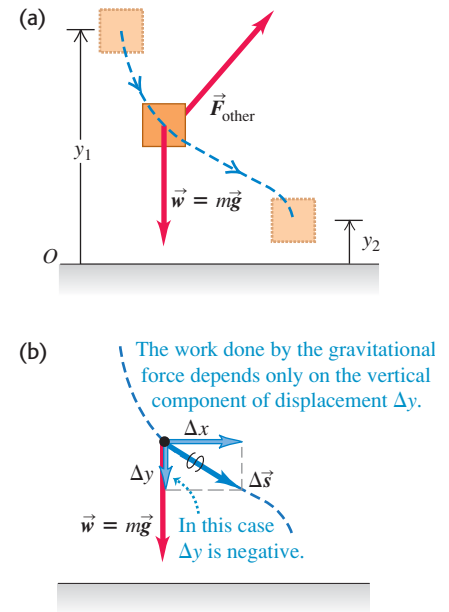 (a)
F⃗other
y1
w⃗ = mg⃗
y2
O
(b)
The work done by the gravitational
force depends only on the vertical
component of displacement Δy.
Δx
Δy
Δs⃗
w⃗ = mg⃗
In this case
Δy is negative.